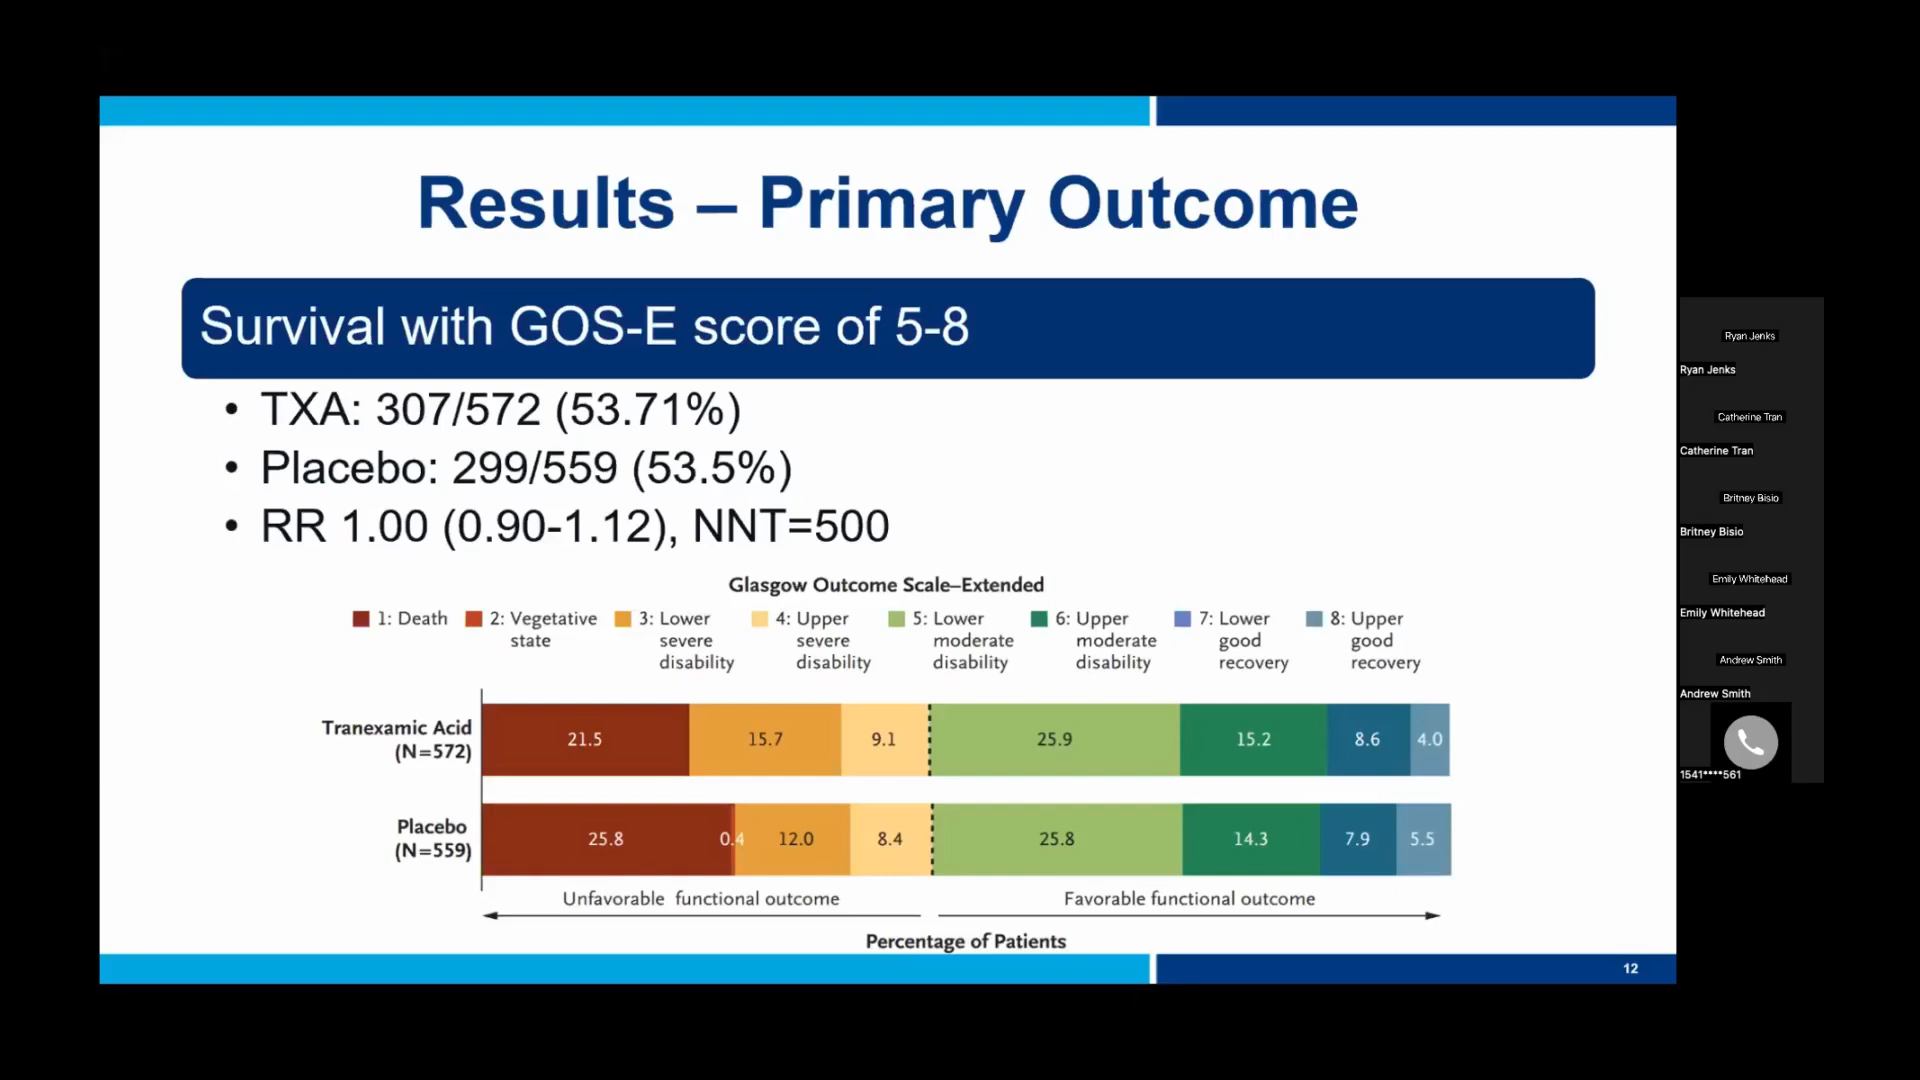 Results – Primary Outcome
Survival with GOS-E score of 5-8
• TXA: 307/572 (53.71%)
• Placebo: 299/559 (53.5%)
• RR 1.00 (0.90-1.12), NNT=500
Glasgow Outcome Scale–Extended
1: Death
2: Vegetative
state
3: Lower
severe
disability
4: Upper
severe
disability
5: Lower
moderate
disability
6: Upper
moderate
disability
7: Lower
good
recovery
8: Upper
good
recovery
Tranexamic Acid
(N=572)
21.5
15.7
9.1
25.9
15.2
8.6
4.0
Placebo
(N=559)
25.8
0.4
12.0
8.4
25.8
14.3
7.9
5.5
Unfavorable functional outcome
Favorable functional outcome
Percentage of Patients
12
Ryan Jenks
Ryan Jenks
Catherine Tran
Catherine Tran
Britney Bisio
Britney Bisio
Emily Whitehead
Emily Whitehead
Andrew Smith
Andrew Smith
1541****561